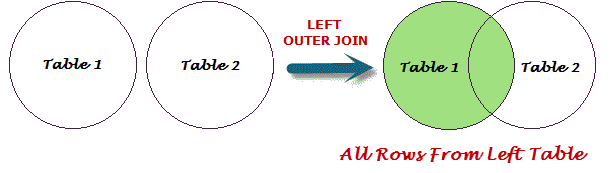 Table 1
Table 2
LEFT
OUTER JOIN
Table 1
Table 2
All Rows From Left Table